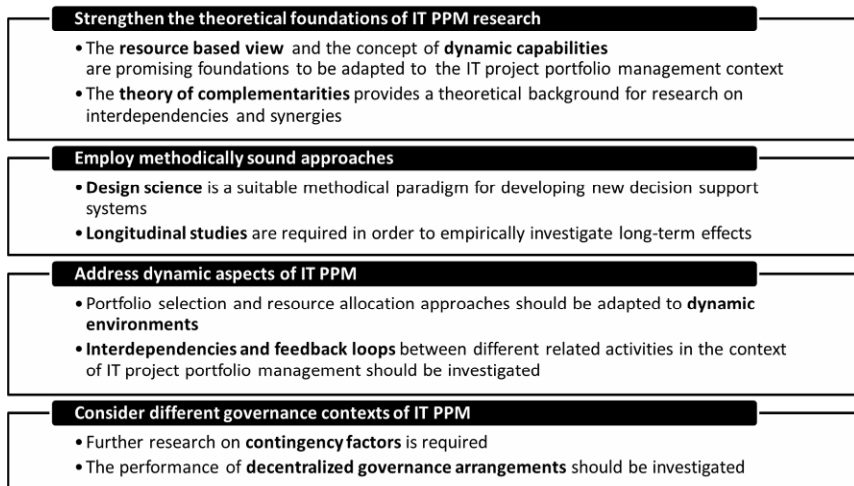 Strengthen the theoretical foundations of IT PPM research
• The resource based view and the concept of dynamic capabilities
are promising foundations to be adapted to the IT project portfolio management context
• The theory of complementarities provides a theoretical background for research on
interdependencies and synergies
Employ methodically sound approaches
• Design science is a suitable methodical paradigm for developing new decision support
systems
• Longitudinal studies are required in order to empirically investigate long-term effects
Address dynamic aspects of IT PPM
• Portfolio selection and resource allocation approaches should be adapted to dynamic
environments
• Interdependencies and feedback loops between different related activities in the context
of IT project portfolio management should be investigated
Consider different governance contexts of IT PPM
• Further research on contingency factors is required
• The performance of decentralized governance arrangements should be investigated